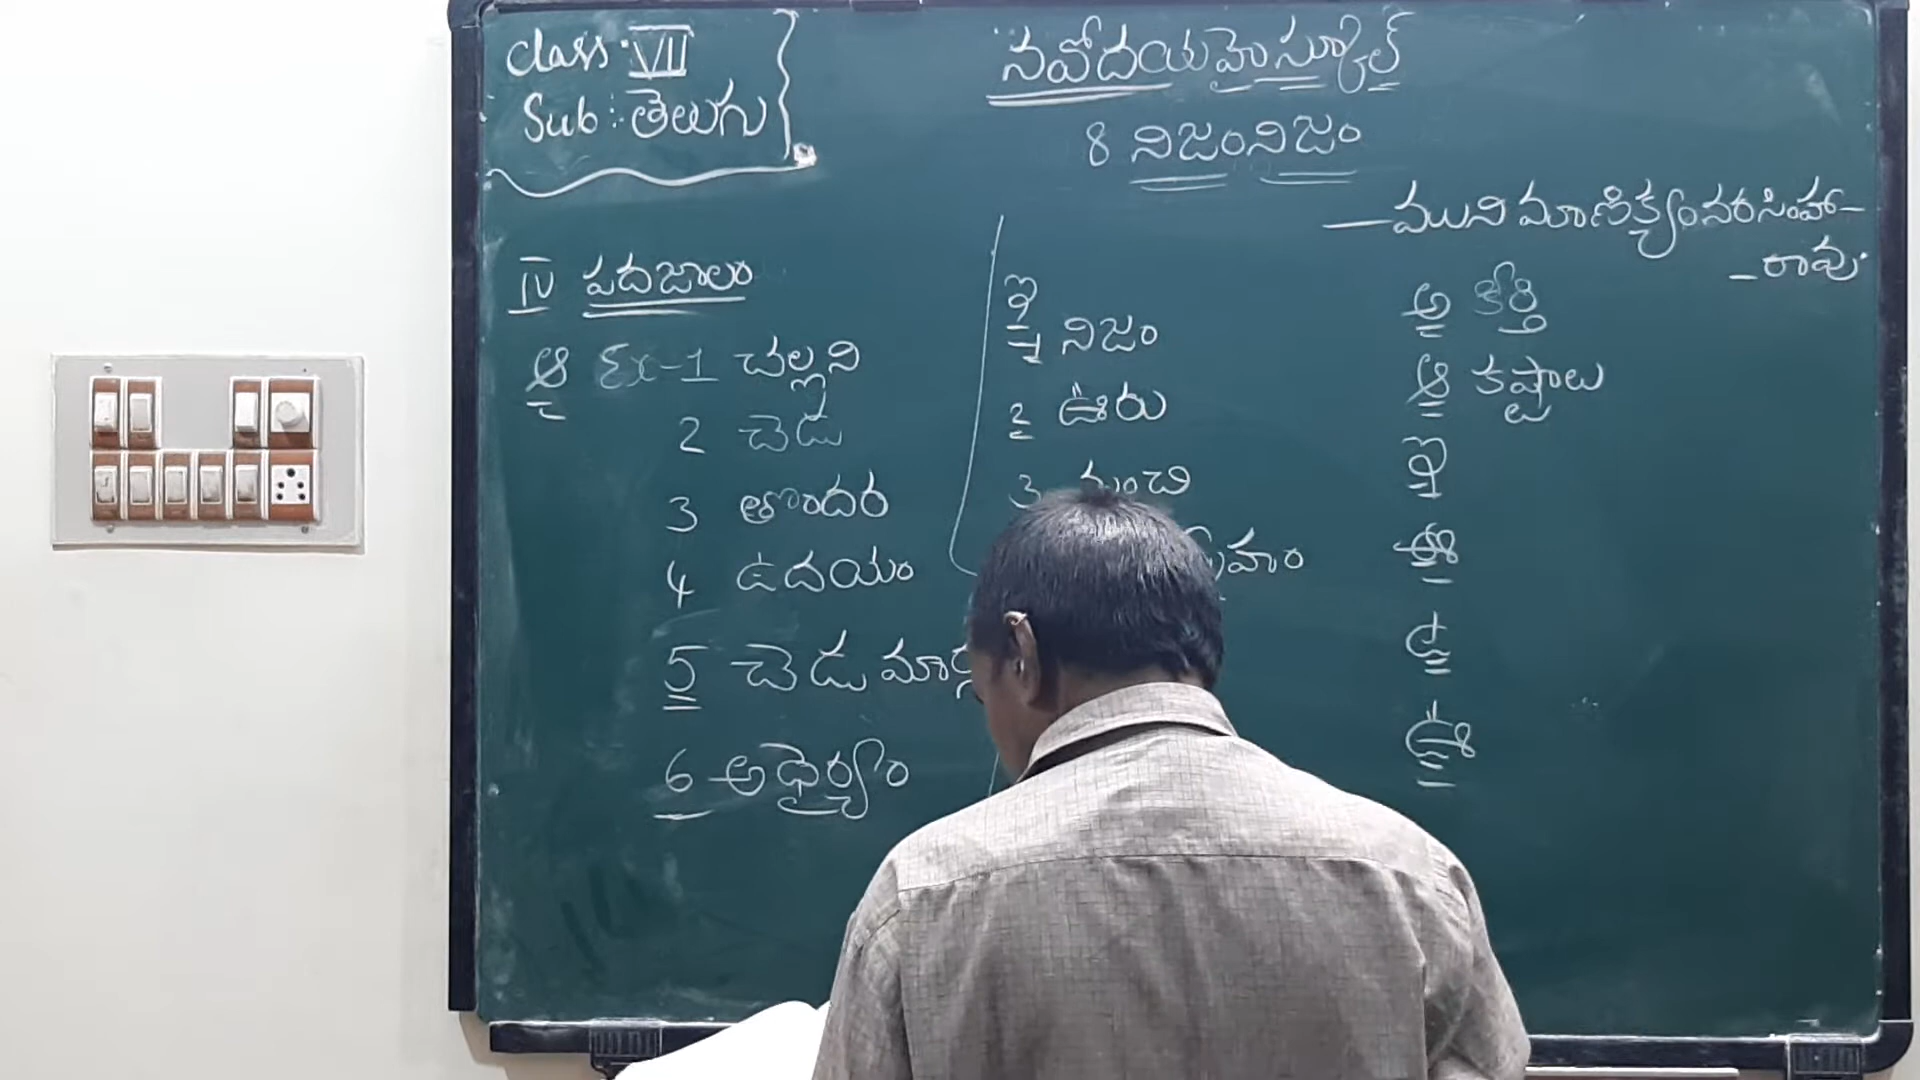 Class: VII
Sub: తెలుగు
నవోదయ హై స్కూల్
8 నిజం నిజం
— ముని మాణిక్యం నరసింహా –
– రావు
IV పదజాలం
ఆ Ex-1 చల్లని
2 చెడు
3 తొందర
4 ఉదయం
5 చెడు
6 అధైర్యం
ఇ
1 నిజం
2 ఊరు
3 మంచి
అ కీర్తి
ఆ కష్టాలు
ఇ
ఈ
ఉ
ఊ